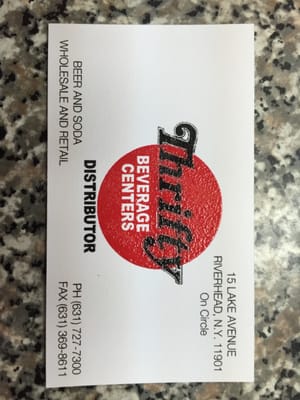 15 LAKE AVENUE
RIVERHEAD, N.Y. 11901
On Circle
Thrifty
BEVERAGE
CENTERS
DISTRIBUTOR
BEER AND SODA
WHOLESALE AND RETAIL
PH (631) 727-7300
FAX (631) 369-8611